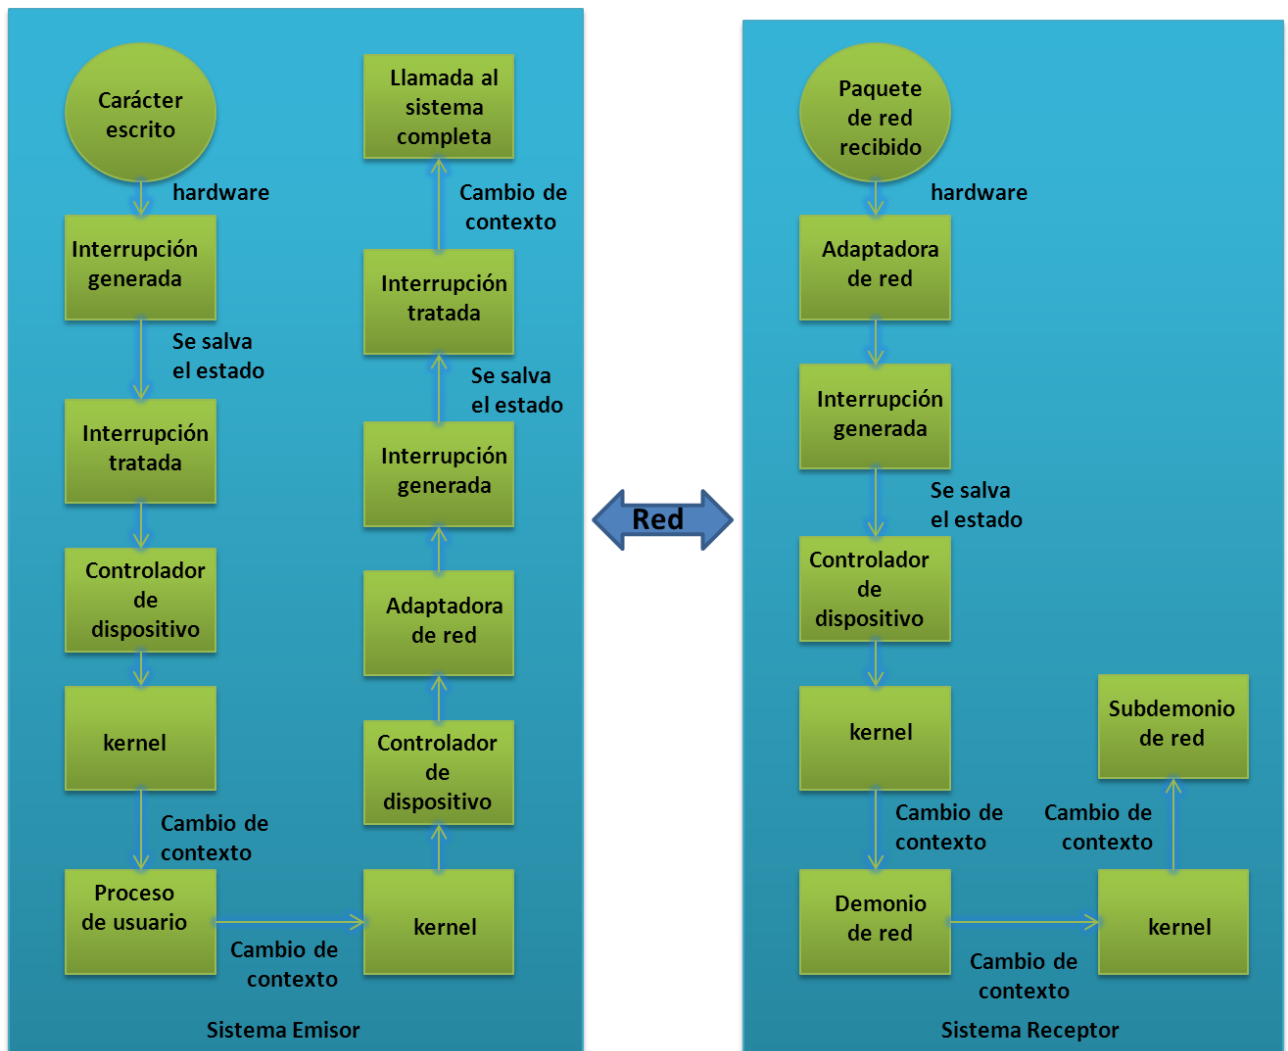 Carácter
escrito
hardware
Interrupción
generada
Se salva
el estado
Interrupción
tratada
Controlador
de
dispositivo
kernel
Cambio de
contexto
Proceso
de usuario
Cambio de
contexto
kernel
Controlador
de
dispositivo
Adaptadora
de red
Interrupción
generada
Se salva
el estado
Interrupción
tratada
Cambio de
contexto
Llamada al
sistema
completa
Sistema Emisor
Red
Paquete
de red
recibido
hardware
Adaptadora
de red
Interrupción
generada
Se salva
el estado
Controlador
de
dispositivo
kernel
Cambio de
contexto
Demonio
de red
Cambio de
contexto
kernel
Cambio de
contexto
Subdemonio
de red
Sistema Receptor